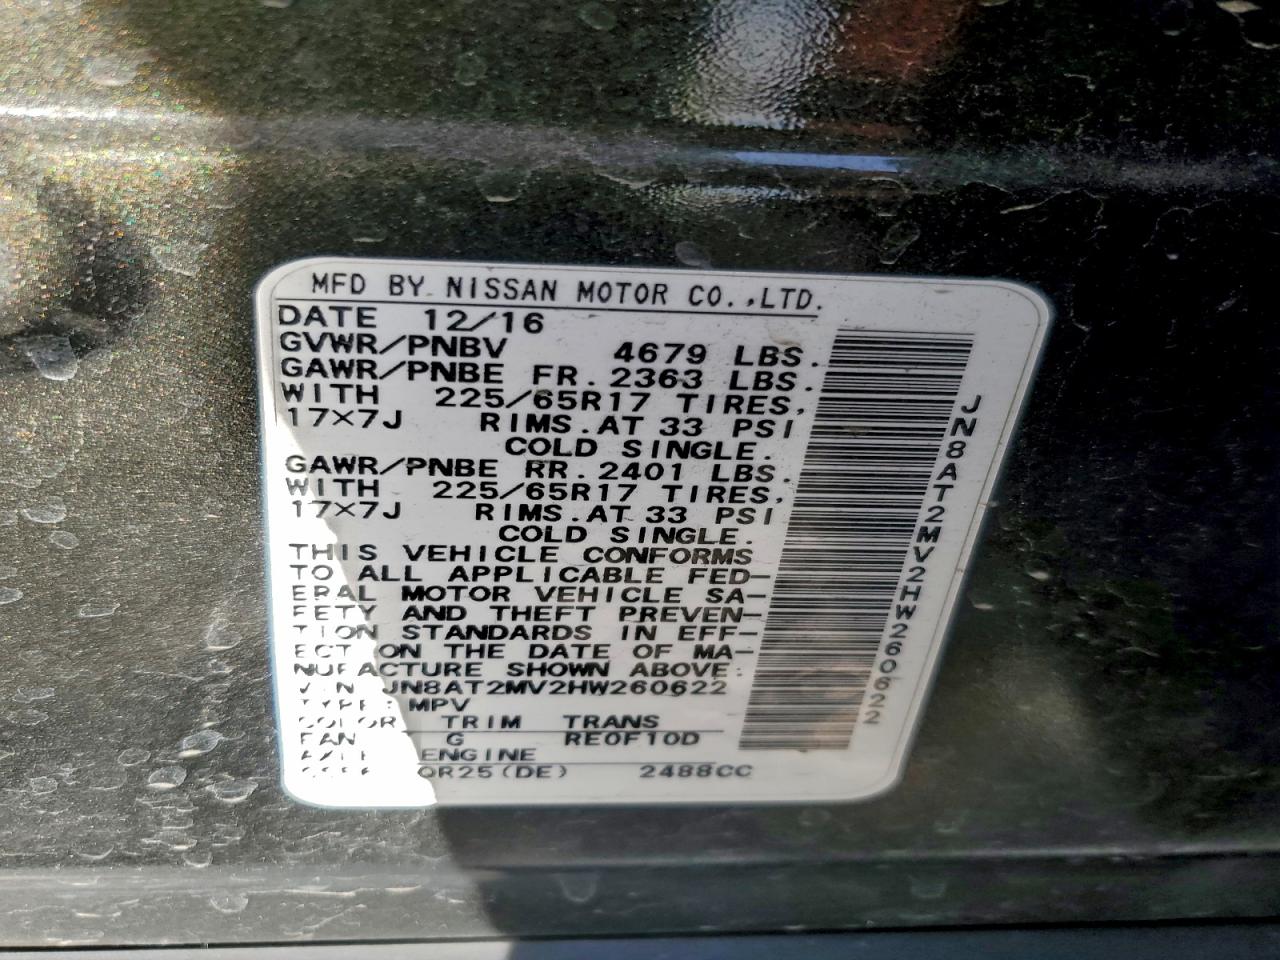 MFD BY NISSAN MOTOR CO.,LTD.
DATE 12/16
GVWR/PNBV 4679 LBS.
GAWR/PNBE FR. 2363 LBS.
WITH 225/65R17 TIRES,
17×7J RIMS.AT 33 PSI
COLD SINGLE.
GAWR/PNBE RR. 2401 LBS.
WITH 225/65R17 TIRES,
17×7J RIMS.AT 33 PSI
COLD SINGLE.
THIS VEHICLE CONFORMS
TO ALL APPLICABLE FED-
ERAL MOTOR VEHICLE SA-
FETY AND THEFT PREVEN-
TION STANDARDS IN EFF-
ECT ON THE DATE OF MA-
NUFACTURE SHOWN ABOVE:
VIN: JN8AT2MV2HW260622
TYPE: MPV
COLOR TRIM TRANS
G RE0F10D
AXLE ENGINE
QR25(DE) 2488CC
JN8AT2MV2HW260622